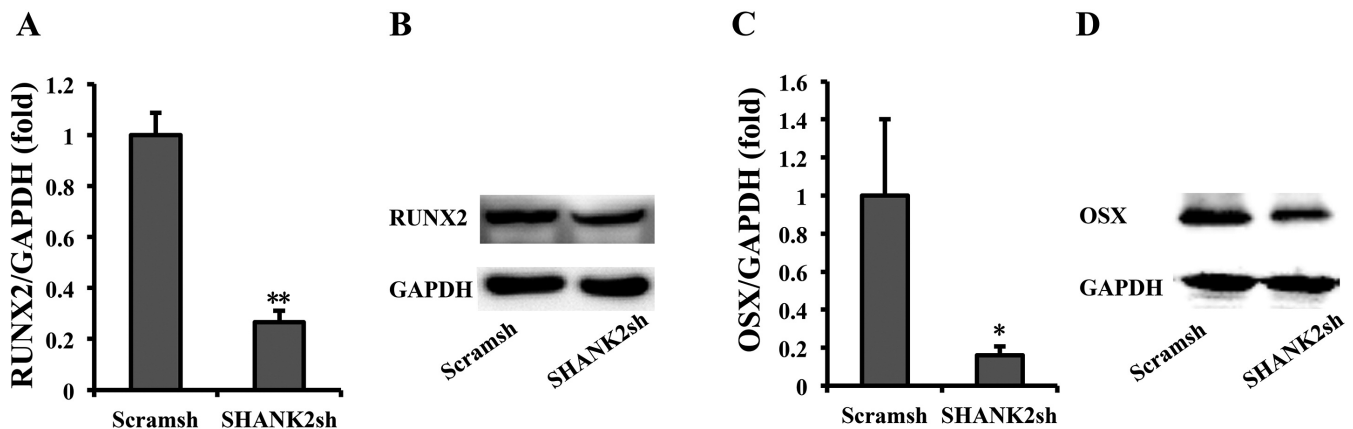 A
RUNX2/GAPDH (fold)
1.2
1
0.8
0.6
0.4
0.2
0
**
Scramsh
SHANK2sh
B
RUNX2
GAPDH
Scramsh
SHANK2sh
C
OSX/GAPDH (fold)
1.6
1.4
1.2
1
0.8
0.6
0.4
0.2
0
*
Scramsh
SHANK2sh
D
OSX
GAPDH
Scramsh
SHANK2sh